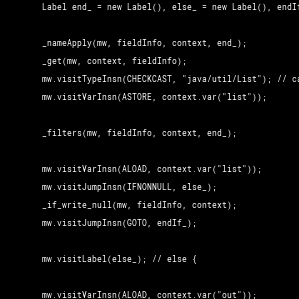 Label end_ = new Label(), else_ = new Label(),
_nameApply(mw, fieldInfo, context, end_);
_get(mw, context, fieldInfo);
mw.visitTypeInsn(CHECKCAST, "java/util/List"); //
mw.visitVarInsn(ASTORE, context.var("list"));
_filters(mw, fieldInfo, context, end_);
mw.visitVarInsn(ALOAD, context.var("list"));
mw.visitJumpInsn(IFNONNULL, else_);
_if_write_null(mw, fieldInfo, context);
mw.visitJumpInsn(GOTO, endIf_);
mw.visitLabel(else_); // else {
mw.visitVarInsn(ALOAD, context.var("out"));